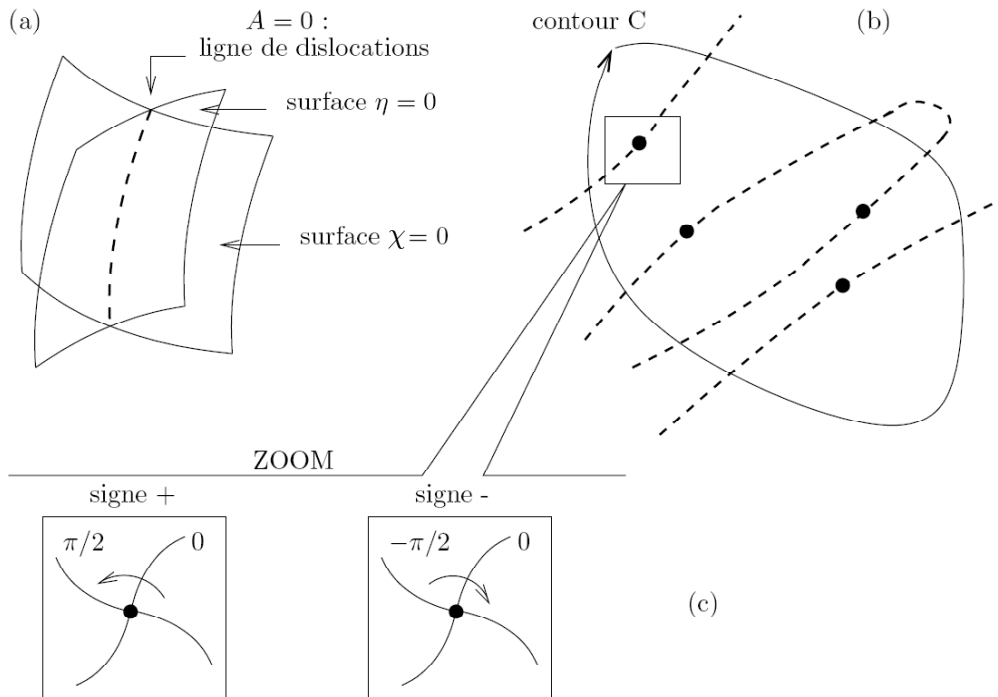 (a)
A = 0 :
ligne de dislocations
surface η = 0
surface χ = 0
contour C
(b)
ZOOM
signe +
π/2
0
signe -
−π/2
0
(c)